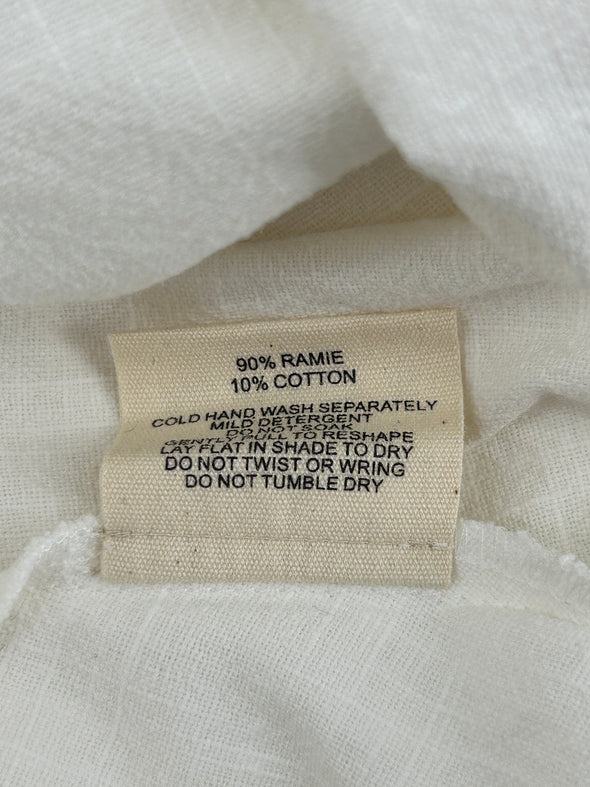 90% RAMIE
10% COTTON
COLD HAND WASH SEPARATELY
MILD DETERGENT
DO NOT SOAK
GENTLY PULL TO RESHAPE
LAY FLAT IN SHADE TO DRY
DO NOT TWIST OR WRING
DO NOT TUMBLE DRY